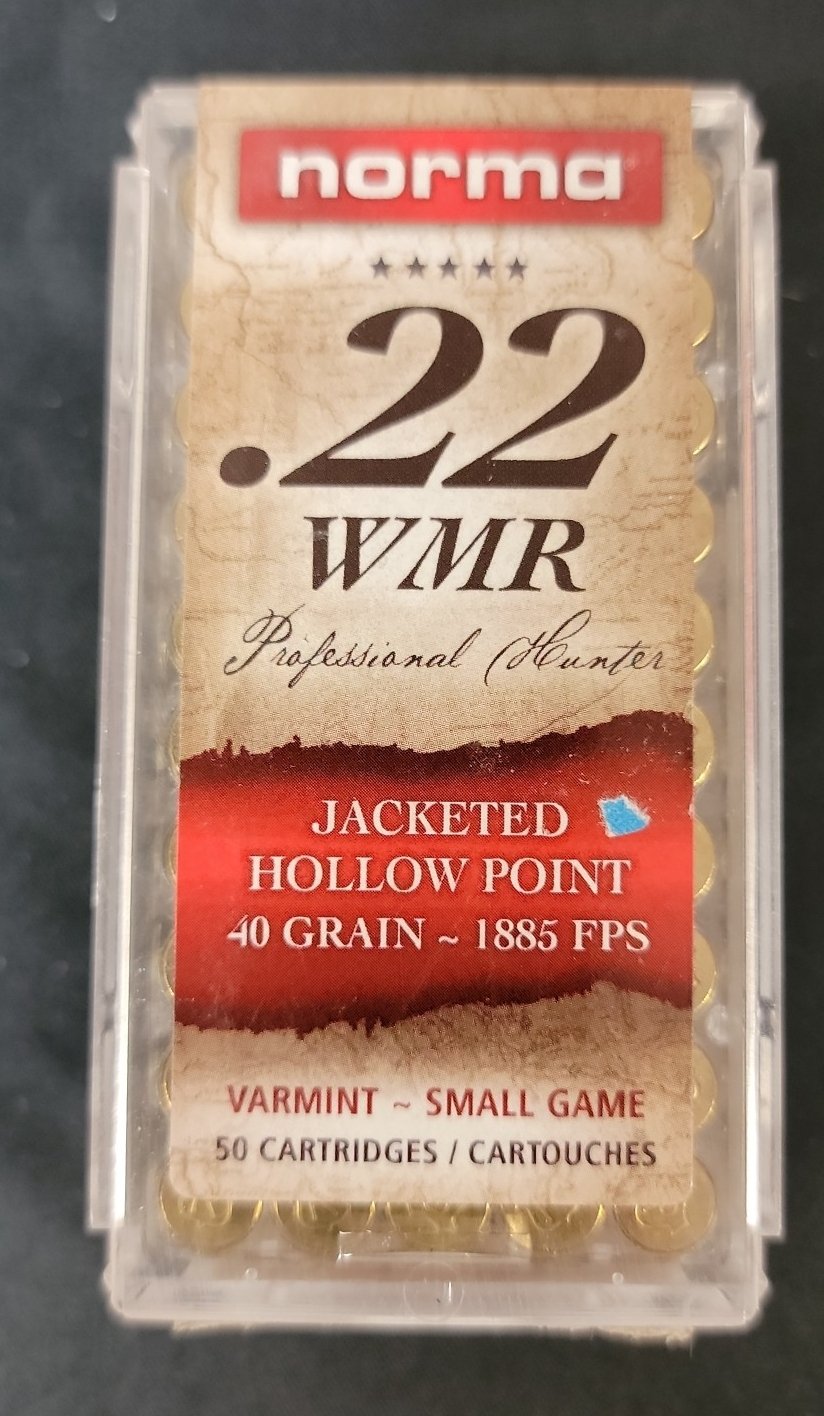 norma
.22
WMR
Professional Hunter
JACKETED
HOLLOW POINT
40 GRAIN ~ 1885 FPS
VARMINT ~ SMALL GAME
50 CARTRIDGES / CARTOUCHES